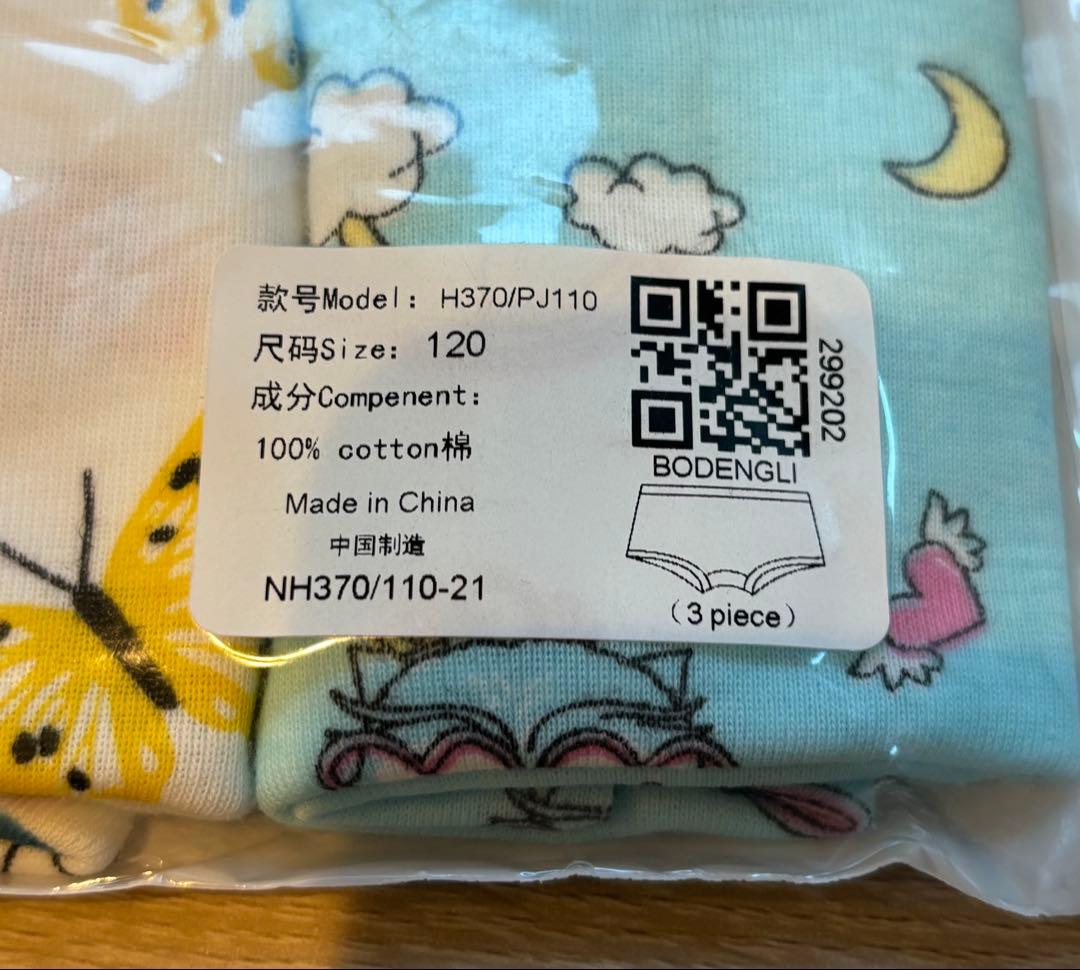 款号Model: H370/PJ110
尺码Size: 120
成分Compenent:
100% cotton棉
Made in China
中国制造
NH370/110-21
299202
BODENGLI
(3 piece)